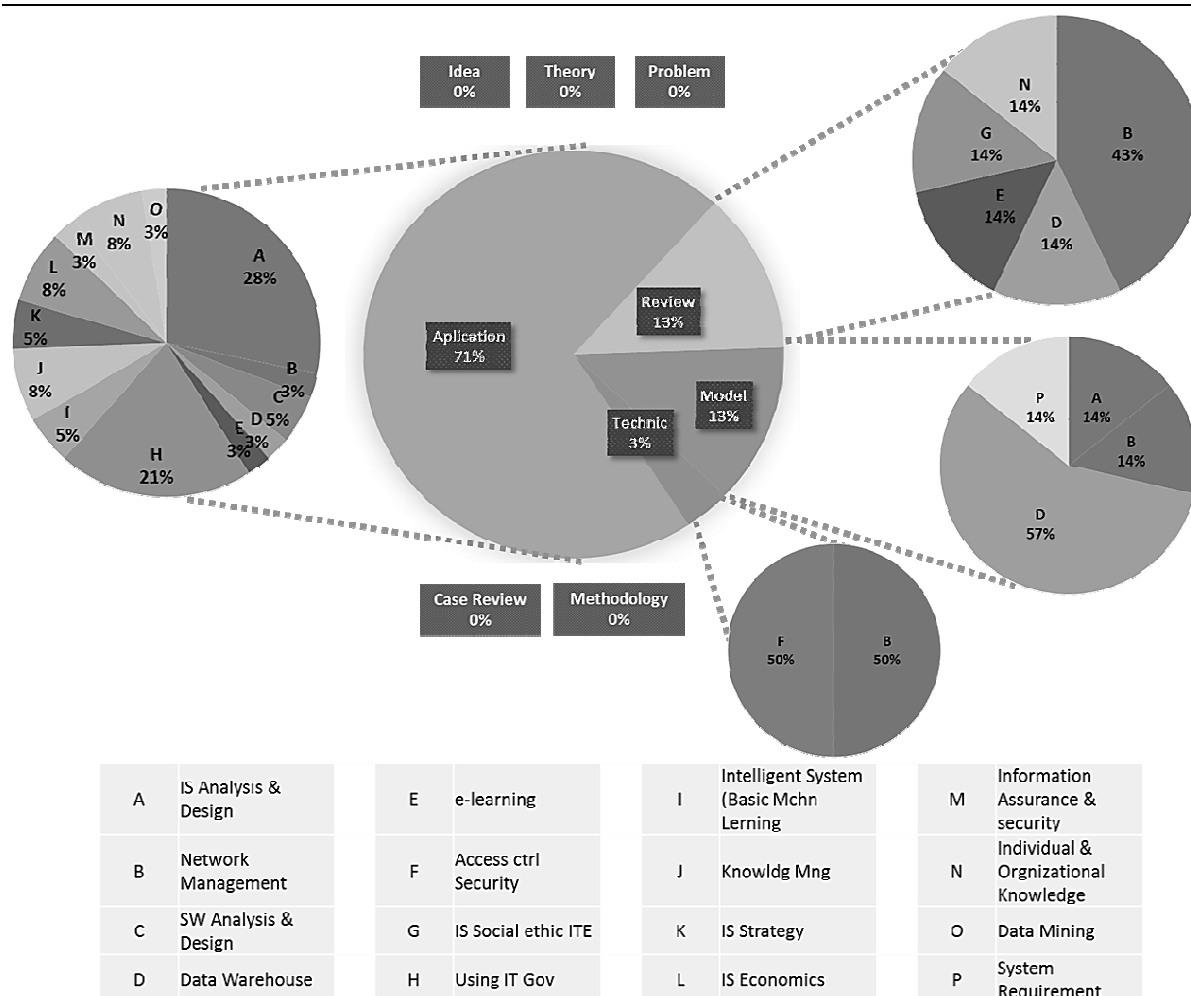 Idea
0%
Theory
0%
Problem
0%
N
14%
B
43%
G
14%
E
14%
D
14%
O
3%
N
8%
M
3%
L
8%
K
5%
J
8%
I
5%
H
21%
E
3%
D
3%
C
5%
B
3%
A
28%
Aplication
71%
Review
13%
Model
13%
Technic
3%
P
14%
A
14%
B
14%
D
57%
Case Review
0%
Methodology
0%
F
50%
B
50%
A
IS Analysis &
Design
E
e-learning
I
Intelligent System
(Basic Mchn
Lerning
M
Information
Assurance &
security
B
Network
Management
F
Access ctrl
Security
J
Knowldg Mng
N
Individual &
Orgnizational
Knowledge
C
SW Analysis &
Design
G
IS Social ethic ITE
K
IS Strategy
O
Data Mining
D
Data Warehouse
H
Using IT Gov
L
IS Economics
P
System
Requirement